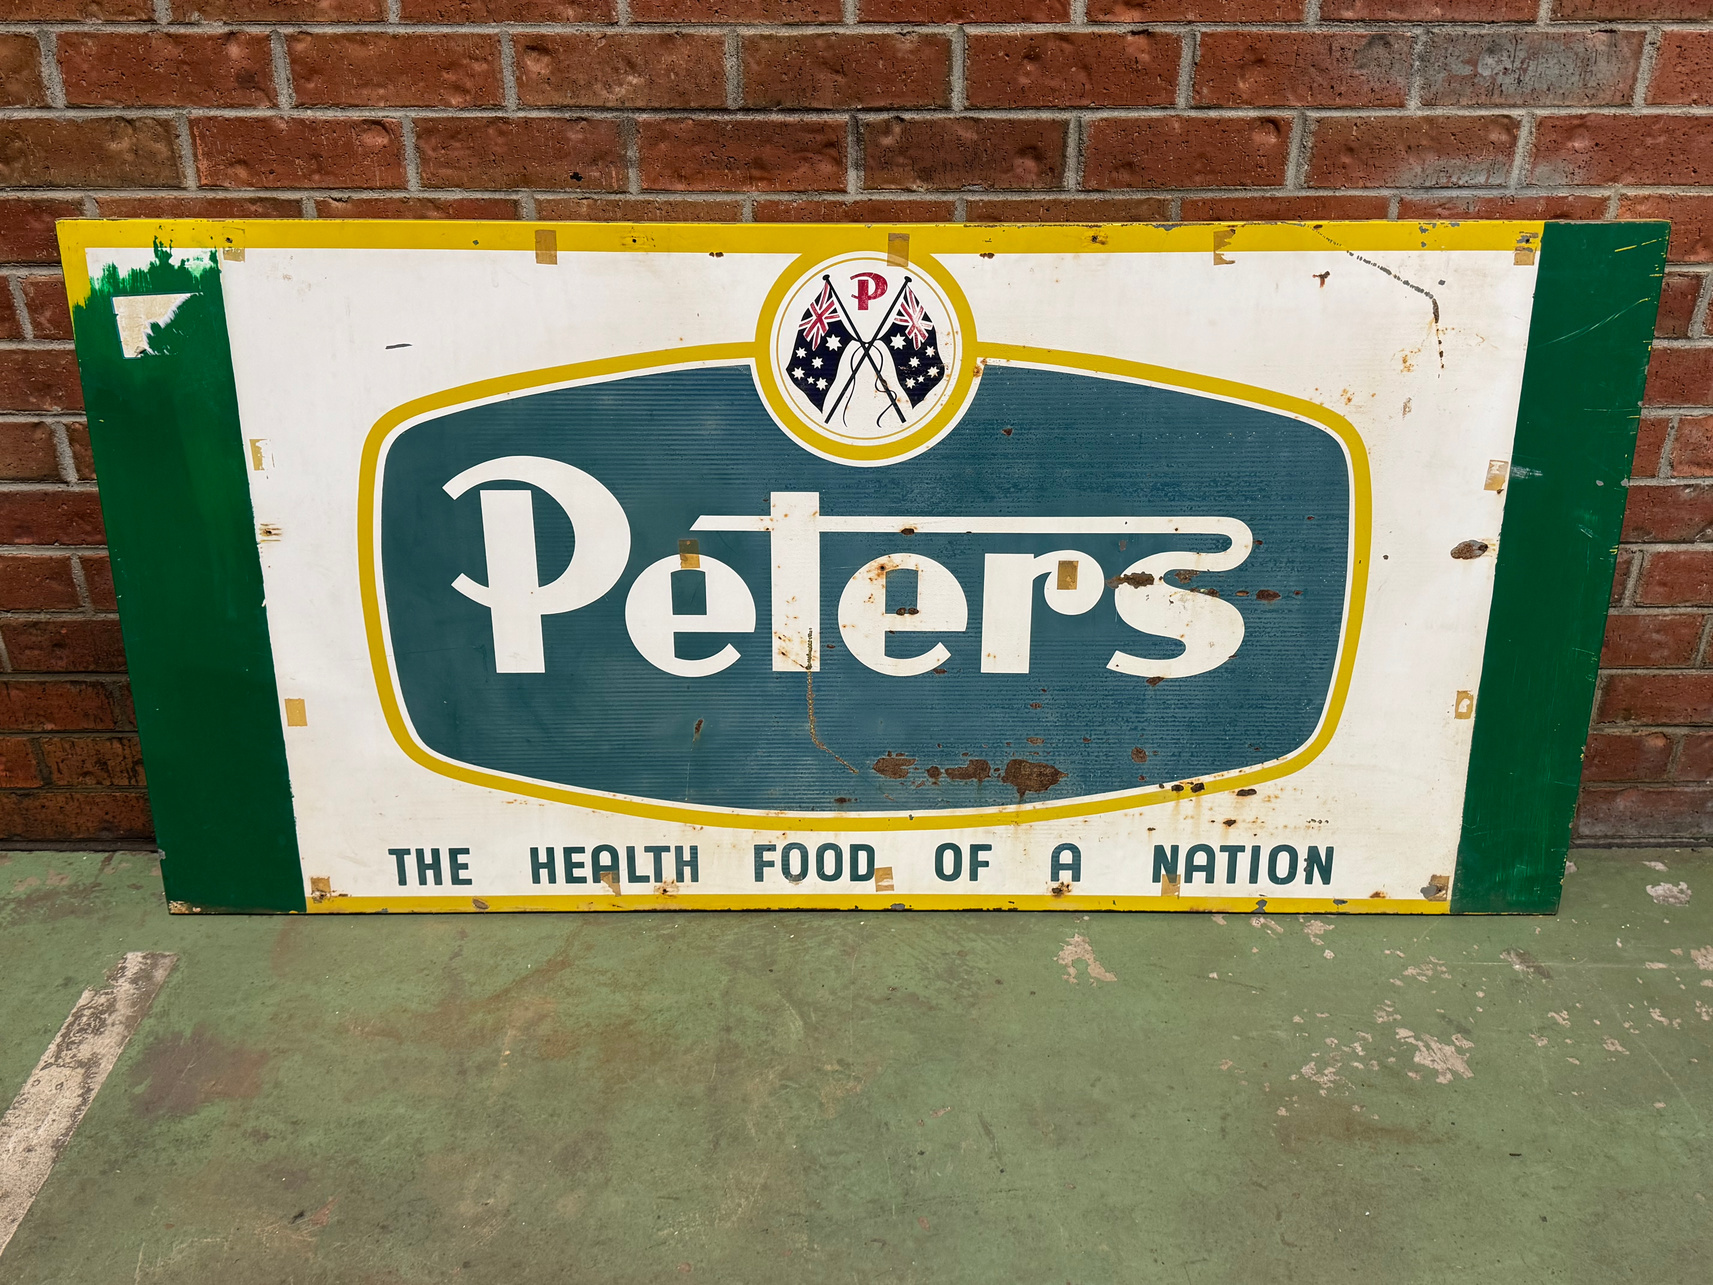 P
Peters
THE HEALTH FOOD OF A NATION